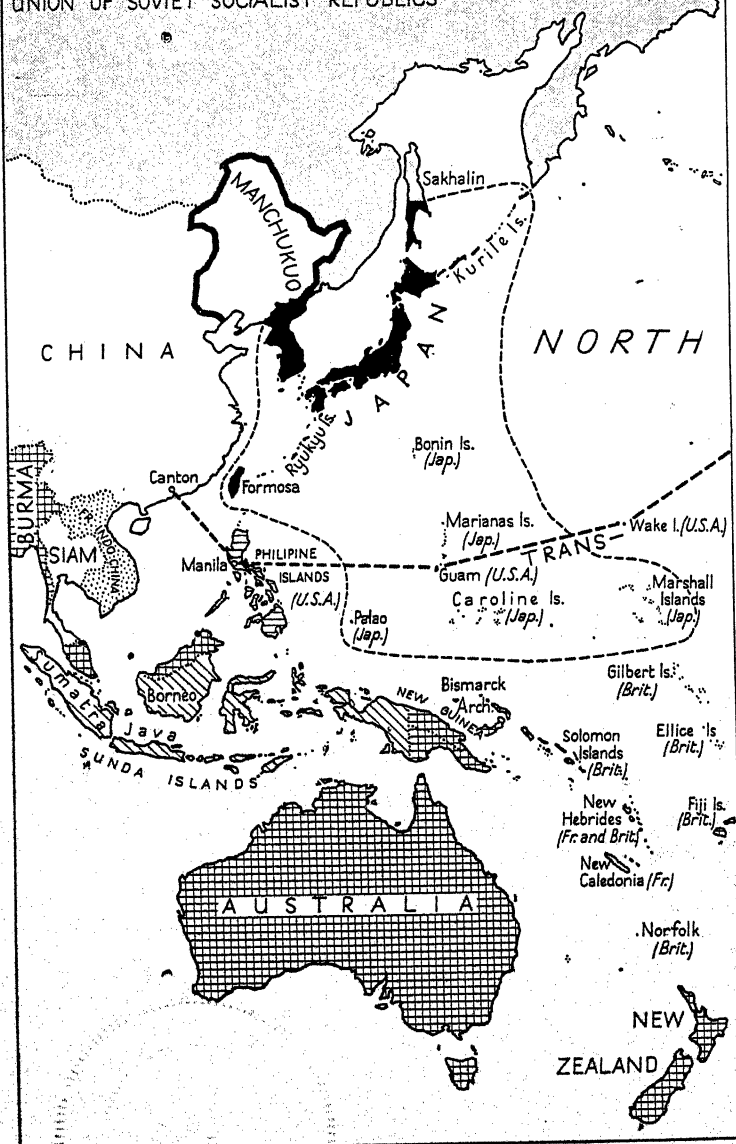 UNION OF SOVIET SOCIALIST REPUBLICS
Sakhalin
MANCHUKUO
Kurile Is.
CHINA
JAPAN
NORTH
Ryukyu Is.
Bonin Is.
(Jap.)
BURMA
Canton
Formosa
FR. INDO-CHINA
SIAM
Marianas Is.
(Jap.)
Wake I. (U.S.A.)
TRANS-
Manila
PHILIPINE
ISLANDS
(U.S.A.)
Guam (U.S.A.)
Caroline Is.
(Jap.)
Marshall
Islands
(Jap.)
Palao
(Jap.)
Sumatra
Borneo
Java
SUNDA ISLANDS
NEW GUINEA
Bismarck
Arch.
Gilbert Is.
(Brit.)
Solomon
Islands
(Brit.)
Ellice Is
(Brit.)
New
Hebrides
(Fr. and Brit.)
Fiji Is.
(Brit.)
New
Caledonia (Fr.)
AUSTRALIA
Norfolk
(Brit.)
NEW
ZEALAND